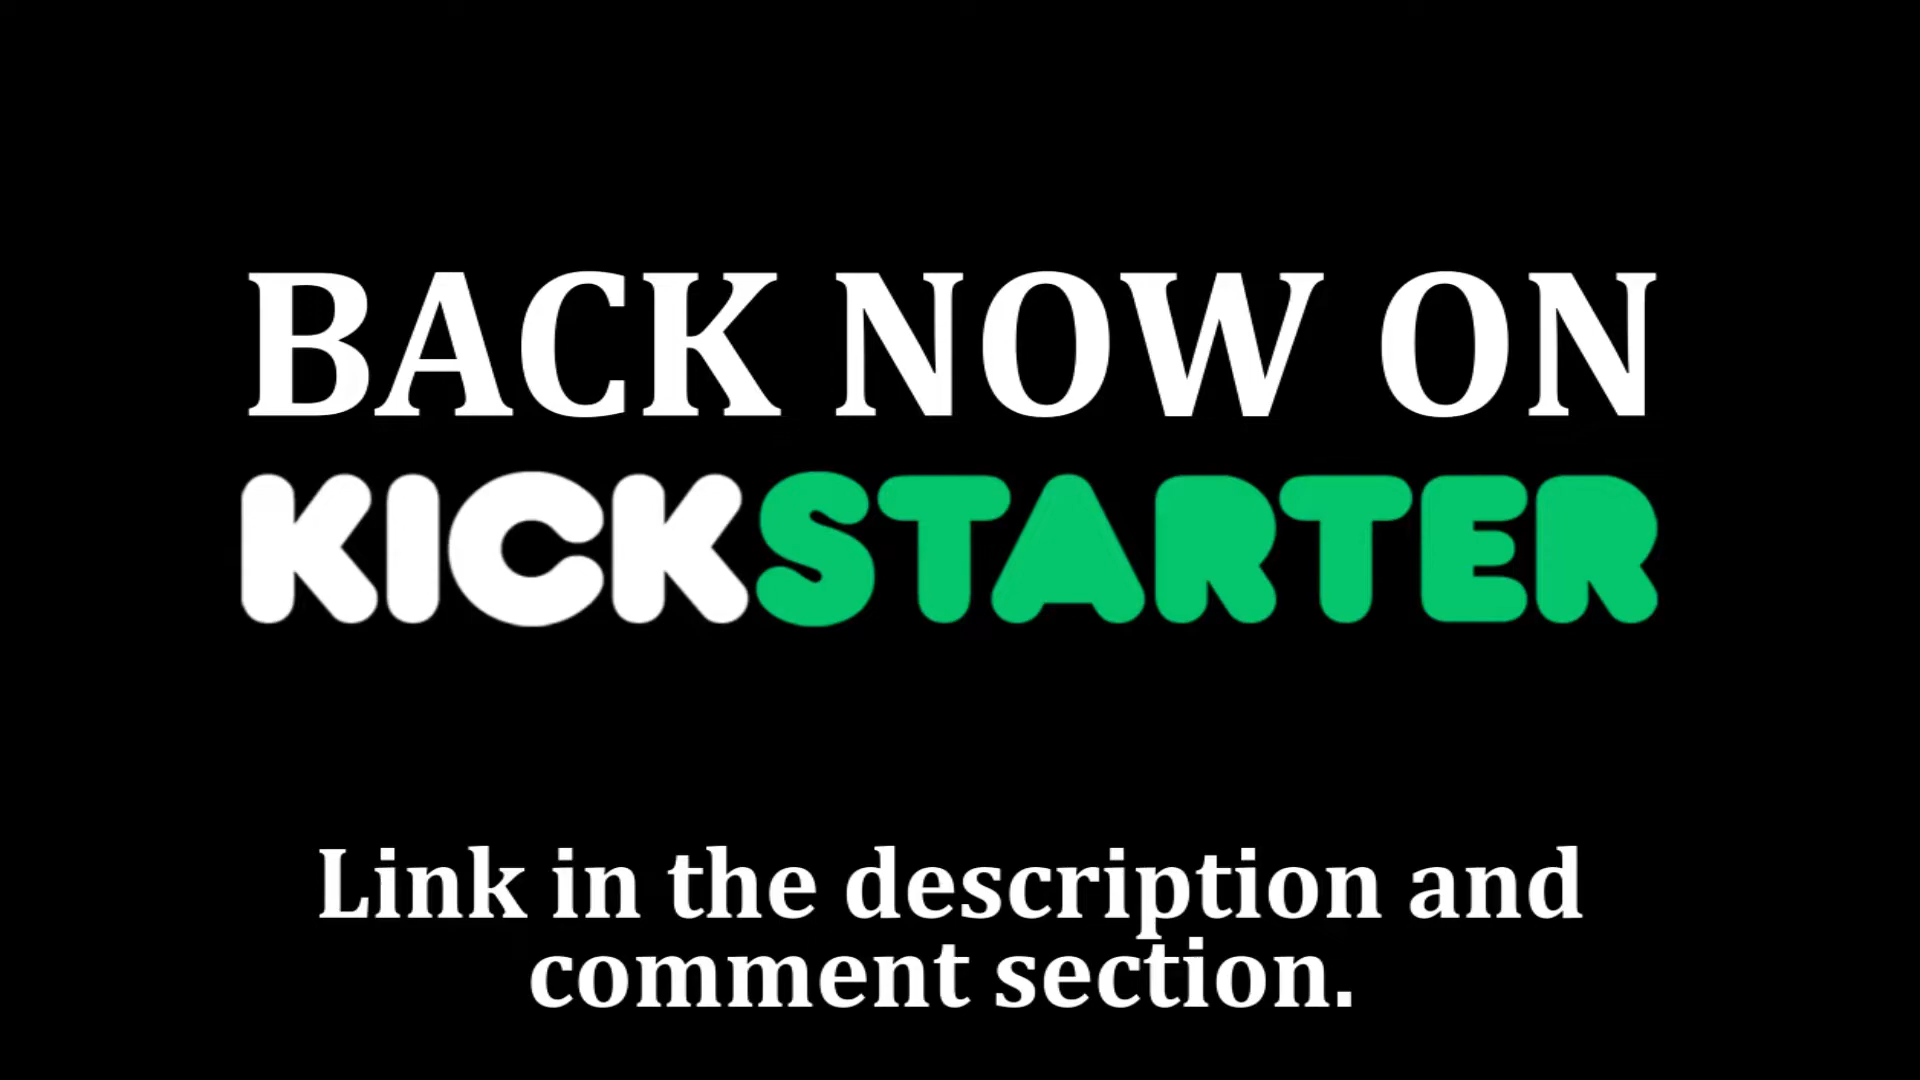 BACK NOW ON
KICKSTARTER
Link in the description and
comment section.